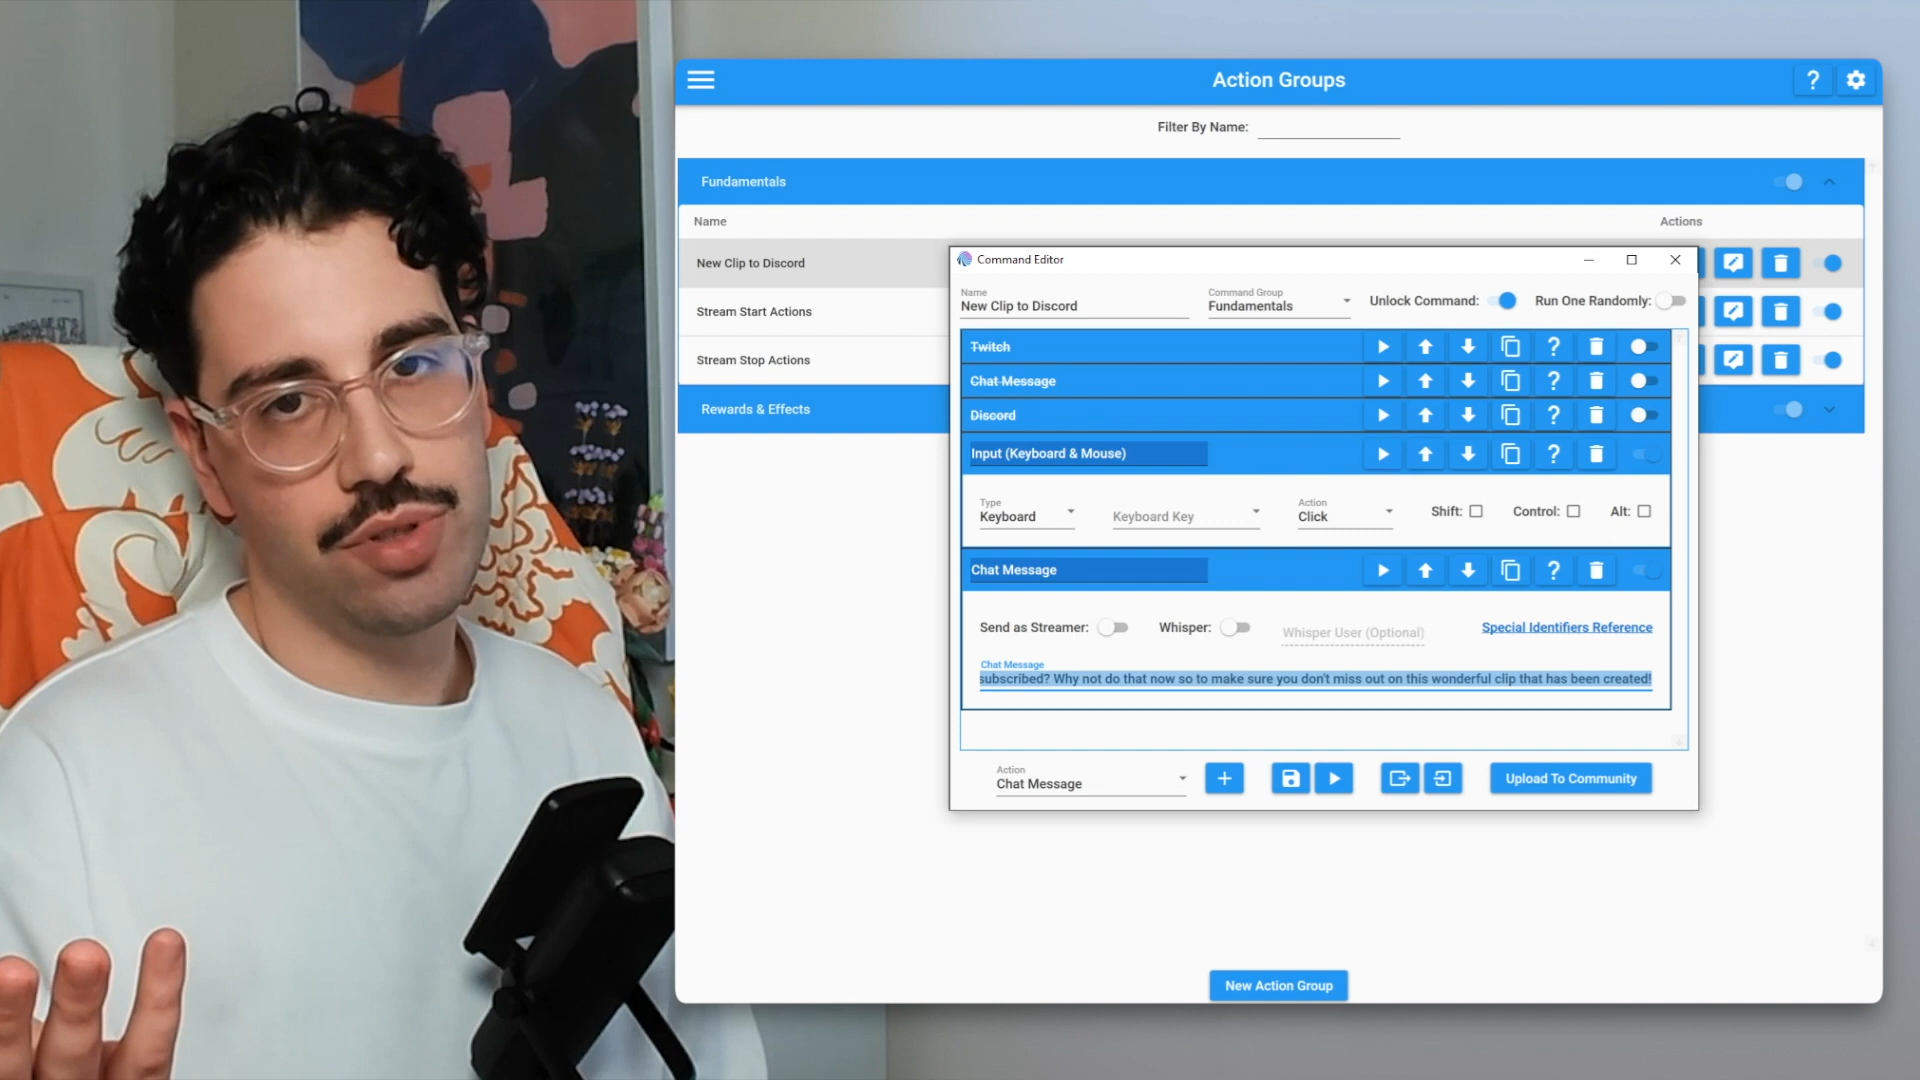 Action Groups
?
Filter By Name:
Fundamentals
Name
Actions
New Clip to Discord
Stream Start Actions
Stream Stop Actions
Rewards & Effects
Command Editor
Name
New Clip to Discord
Command Group
Fundamentals
Unlock Command:
Run One Randomly:
Twitch
?
Chat Message
?
Discord
?
Input (Keyboard & Mouse)
?
Type
Keyboard
Keyboard Key
Action
Click
Shift:
Control:
Alt:
Chat Message
?
Send as Streamer:
Whisper:
Whisper User (Optional)
Special Identifiers Reference
Chat Message
subscribed? Why not do that now so to make sure you don't miss out on this wonderful clip that has been created!
Action
Chat Message
Upload To Community
New Action Group